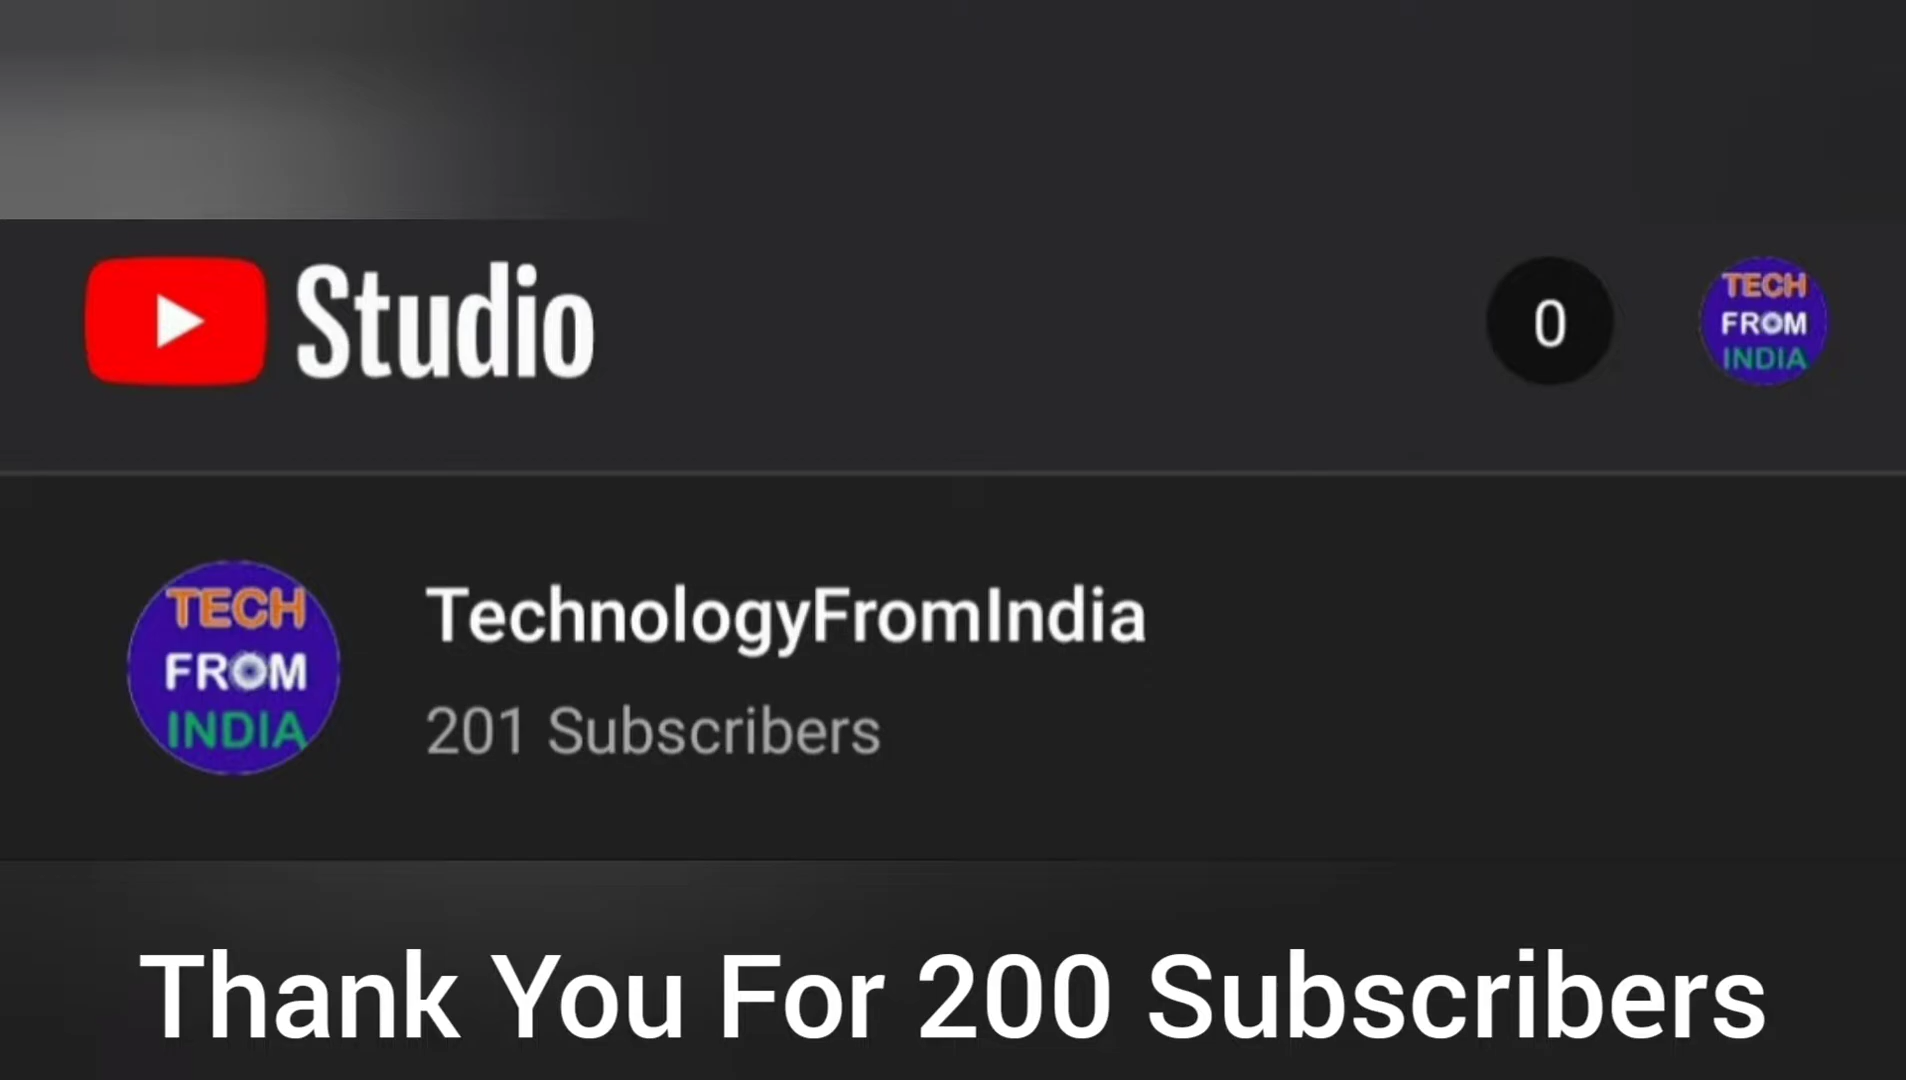 Studio
0
TECH
FROM
INDIA
TECH
FROM
INDIA
TechnologyFromIndia
201 Subscribers
Thank You For 200 Subscribers